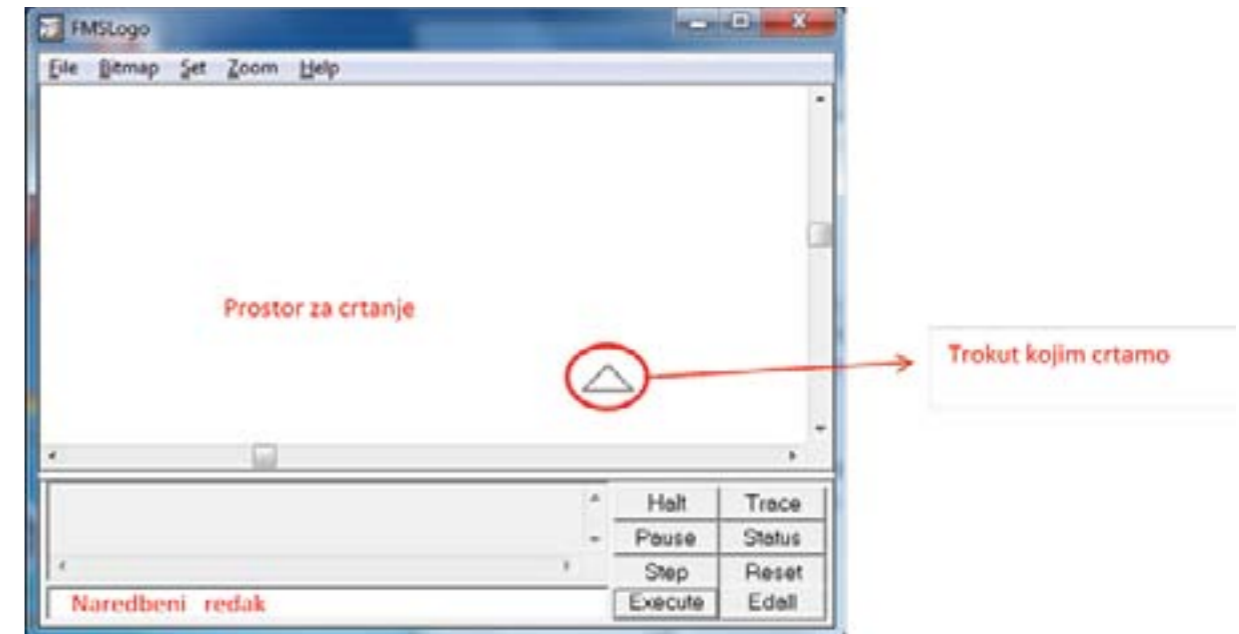 FMSLogo
File Bitmap Set Zoom Help
Prostor za crtanje
Trokut kojim crtamo
Halt Trace
Pause Status
Step Reset
Naredbeni redak
Execute Edall